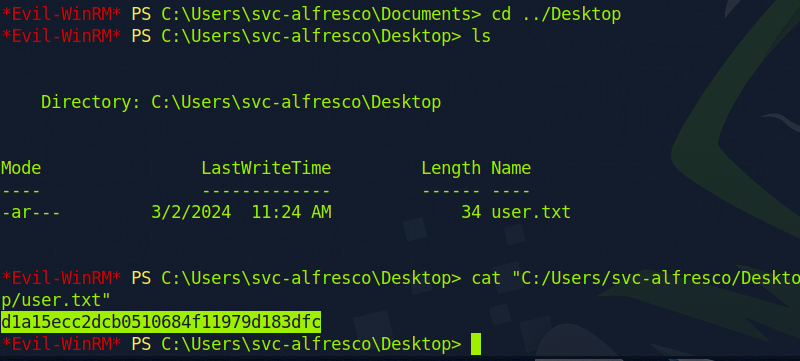 *Evil-WinRM* PS C:\Users\svc-alfresco\Documents> cd ../Desktop
*Evil-WinRM* PS C:\Users\svc-alfresco\Desktop> ls
Directory: C:\Users\svc-alfresco\Desktop
Mode                LastWriteTime         Length Name
----                -------------         ------ ----
-ar---         3/2/2024  11:24 AM             34 user.txt
*Evil-WinRM* PS C:\Users\svc-alfresco\Desktop> cat "C:/Users/svc-alfresco/Deskto
p/user.txt"
d1a15ecc2dcb0510684f11979d183dfc
*Evil-WinRM* PS C:\Users\svc-alfresco\Desktop>